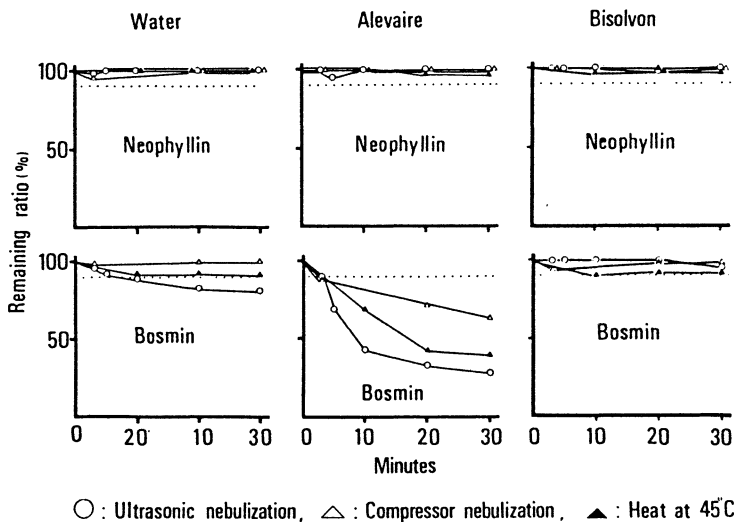 Water Alevaire Bisolvon
Remaining ratio (%)
100
50
Neophyllin Neophyllin Neophyllin
100
50
Bosmin Bosmin Bosmin
0 20 10 30 0 10 20 30 0 10 20 30
Minutes
○ : Ultrasonic nebulization, △ : Compressor nebulization, ▲ : Heat at 45°C